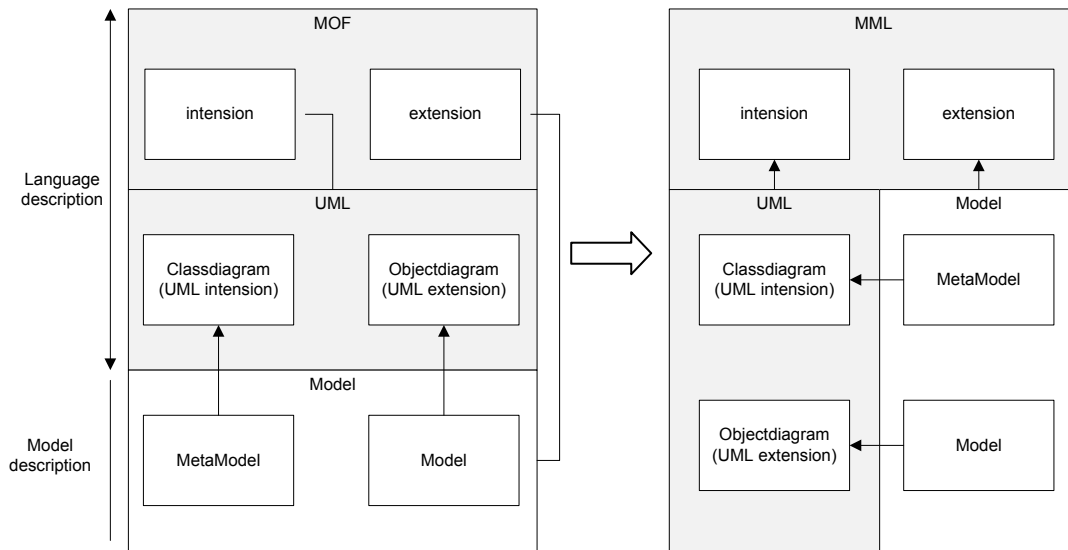 MOF
intension
extension
Language
description
UML
Classdiagram
(UML intension)
Objectdiagram
(UML extension)
Model
Model
description
MetaModel
Model
MML
intension
extension
UML
Model
Classdiagram
(UML intension)
MetaModel
Objectdiagram
(UML extension)
Model